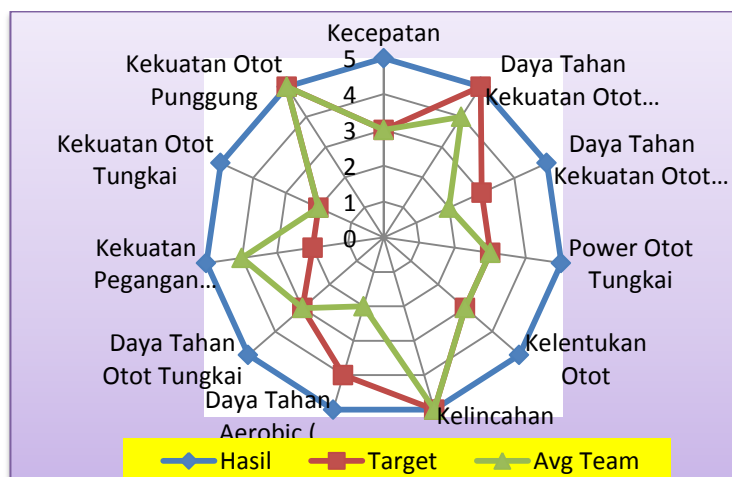 Kecepatan
Daya Tahan
Kekuatan Otot...
Daya Tahan
Kekuatan Otot...
Power Otot
Tungkai
Kelentukan
Otot
Kelincahan
Daya Tahan
Aerobic (
Daya Tahan
Otot Tungkai
Kekuatan
Pegangan...
Kekuatan Otot
Tungkai
Kekuatan Otot
Punggung
5
4
3
2
1
0
Hasil
Target
Avg Team